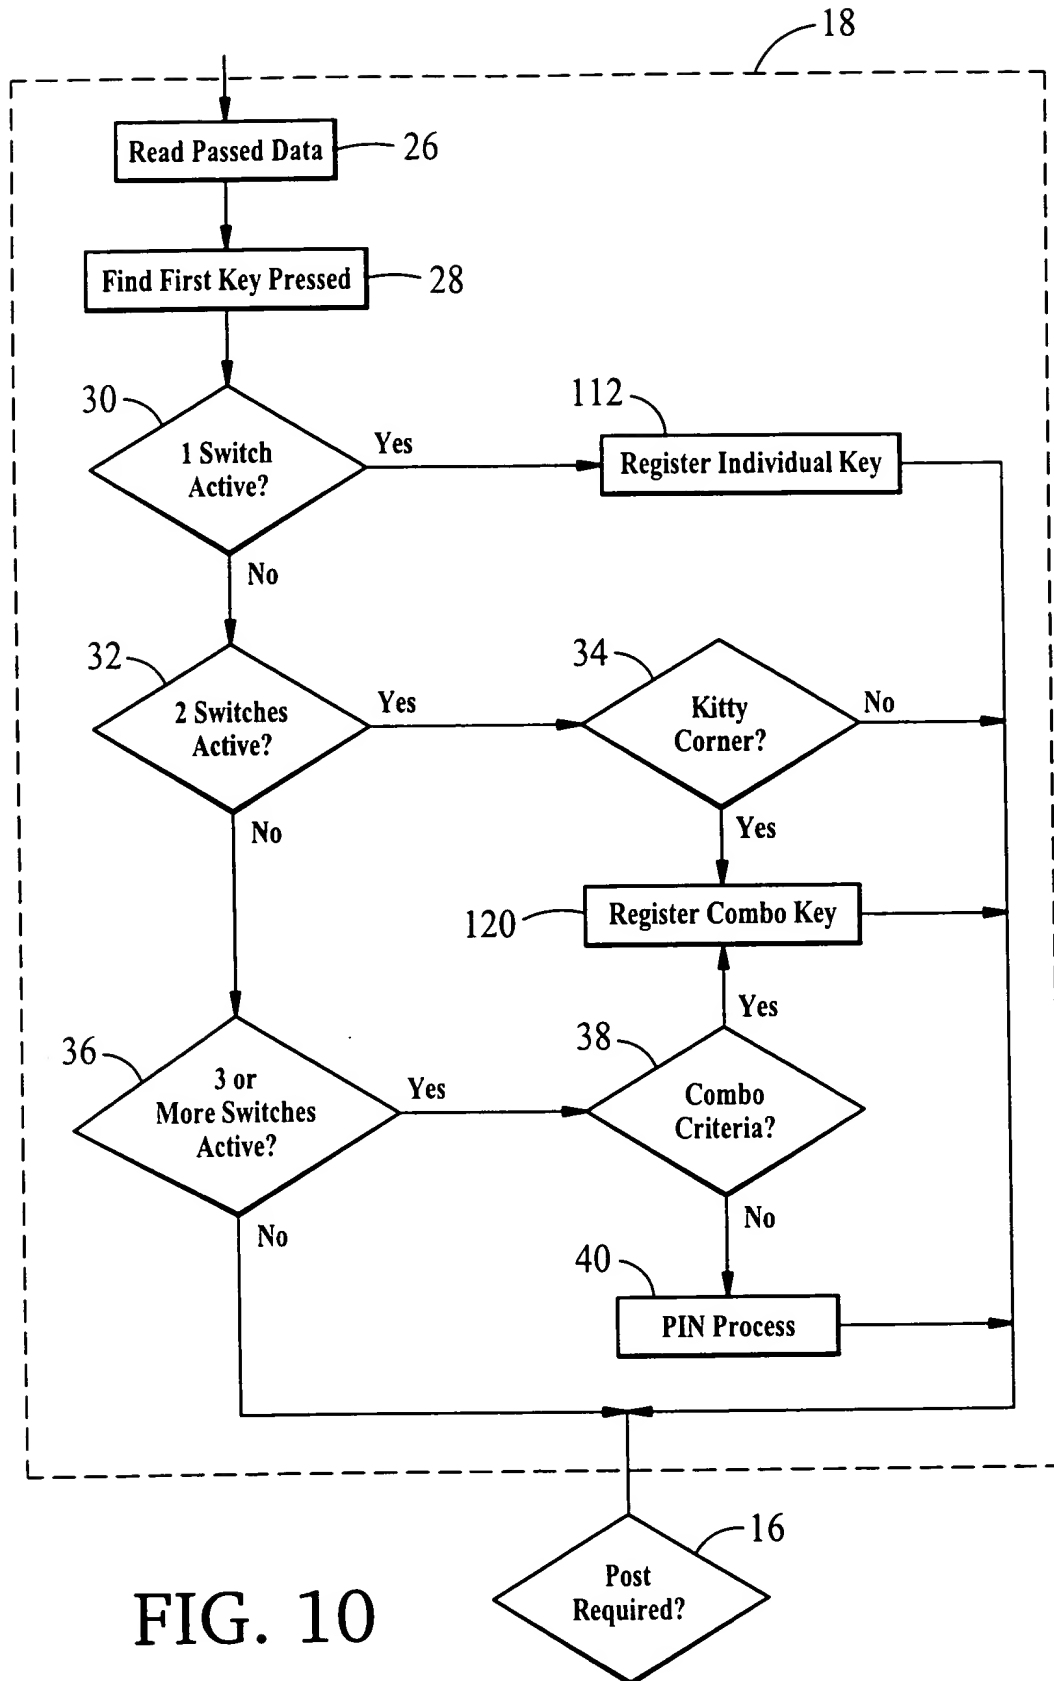 18
Read Passed Data
26
Find First Key Pressed
28
30
1 Switch
Active?
Yes
112
Register Individual Key
No
32
2 Switches
Active?
Yes
34
Kitty
Corner?
No
No
Yes
120
Register Combo Key
Yes
36
3 or
More Switches
Active?
Yes
38
Combo
Criteria?
No
No
40
PIN Process
16
Post
Required?
FIG. 10